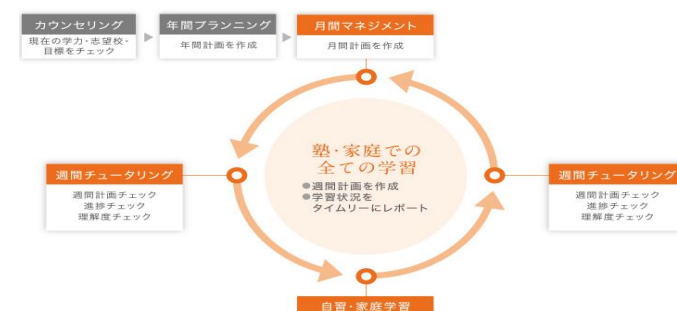 カウンセリング
現在の学力・志望校・
目標をチェック
年間プランニング
年間計画を作成
月間マネジメント
月間計画を作成
塾・家庭での
全ての学習
●週間計画を作成
●学習状況を
タイムリーにレポート
週間チュータリング
週間計画チェック
進捗チェック
理解度チェック
週間チュータリング
週間計画チェック
進捗チェック
理解度チェック
自習・家庭学習